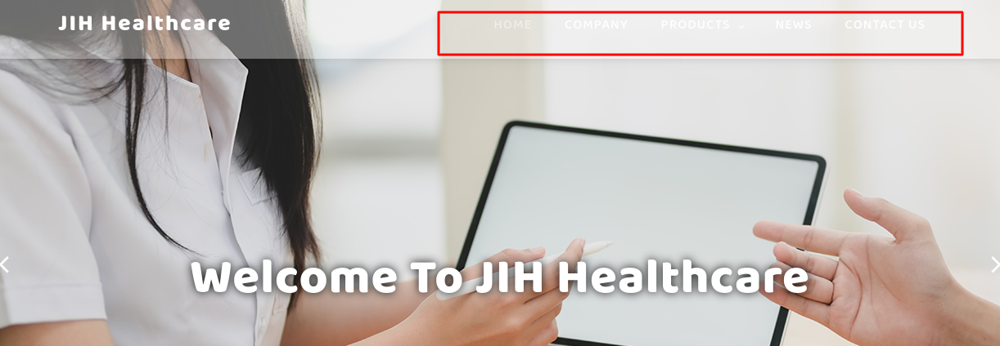 JIH Healthcare
HOME COMPANY PRODUCTS NEWS CONTACT US
Welcome To JIH Healthcare